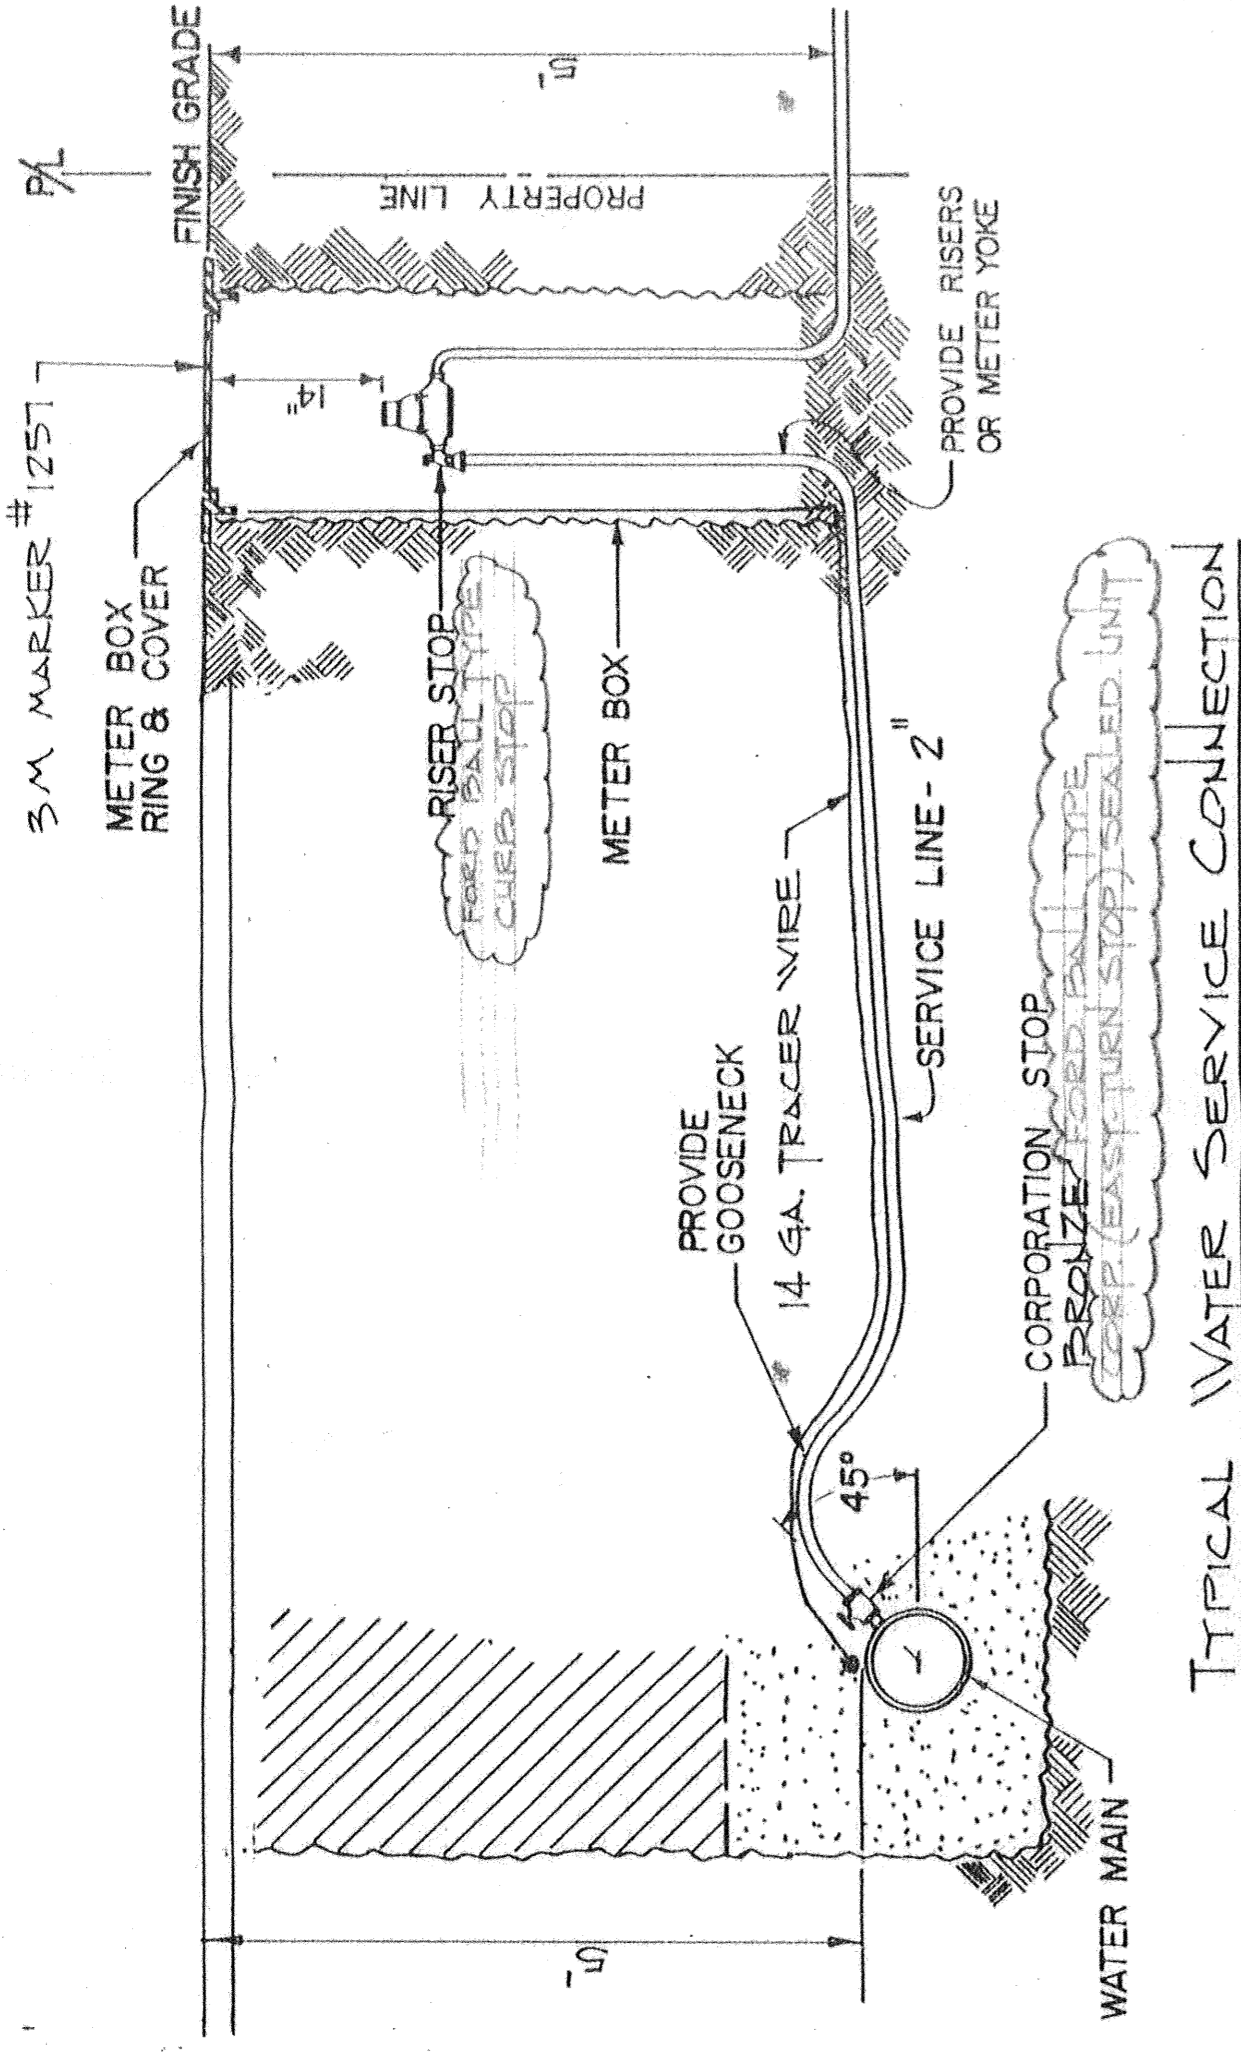 3M MARKER #1257
P/L
METER BOX
RING & COVER
FINISH GRADE
14"
5'
PROPERTY LINE
RISER STOP
FORD BALL TYPE
CURB STOP
METER BOX
PROVIDE RISERS
OR METER YOKE
PROVIDE
GOOSENECK
14 GA. TRACER WIRE
SERVICE LINE - 2"
45°
5'
CORPORATION STOP
BRONZE FORD BALL TYPE
CORP. (EASY-TURN STOP) SEALED UNIT
WATER MAIN
TYPICAL WATER SERVICE CONNECTION